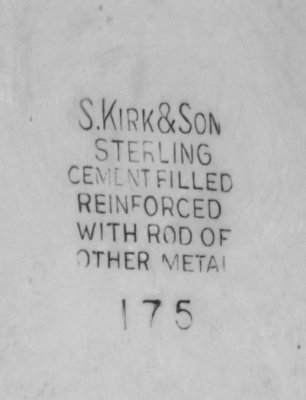 S.KIRK&SON
STERLING
CEMENT FILLED
REINFORCED
WITH ROD OF
OTHER METAL
175